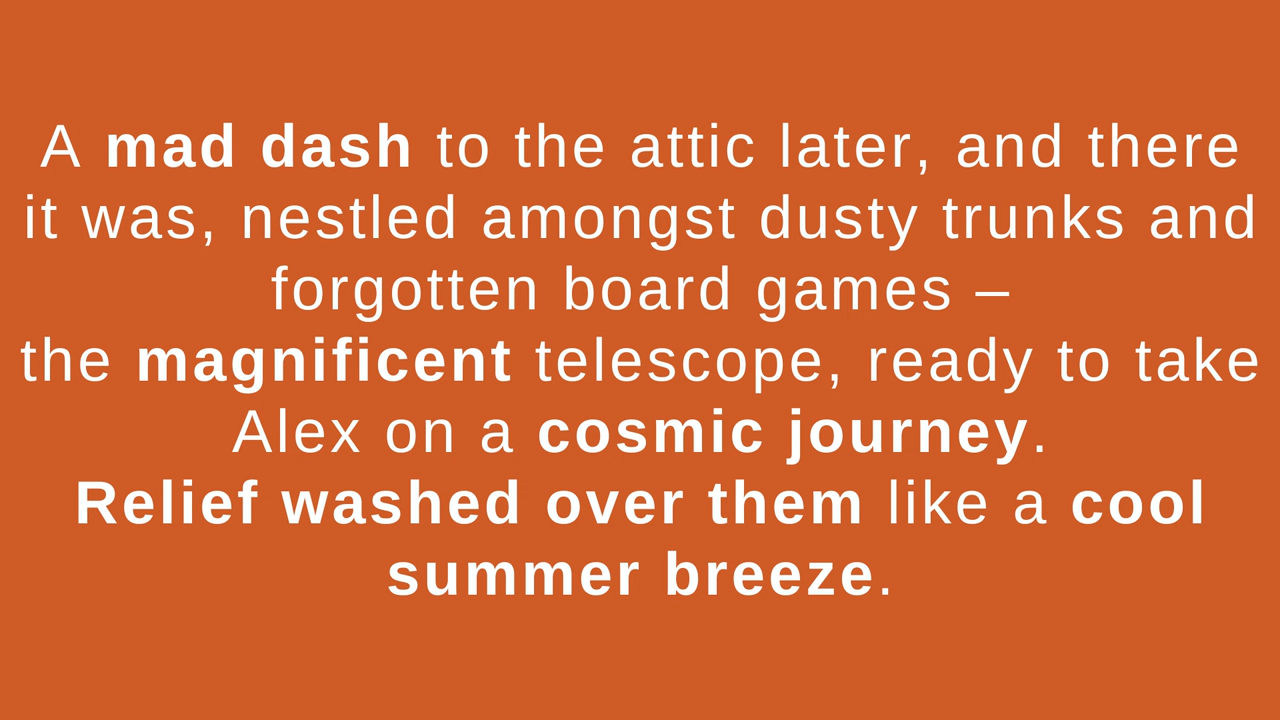 A mad dash to the attic later, and there
it was, nestled amongst dusty trunks and
forgotten board games –
the magnificent telescope, ready to take
Alex on a cosmic journey.
Relief washed over them like a cool
summer breeze.